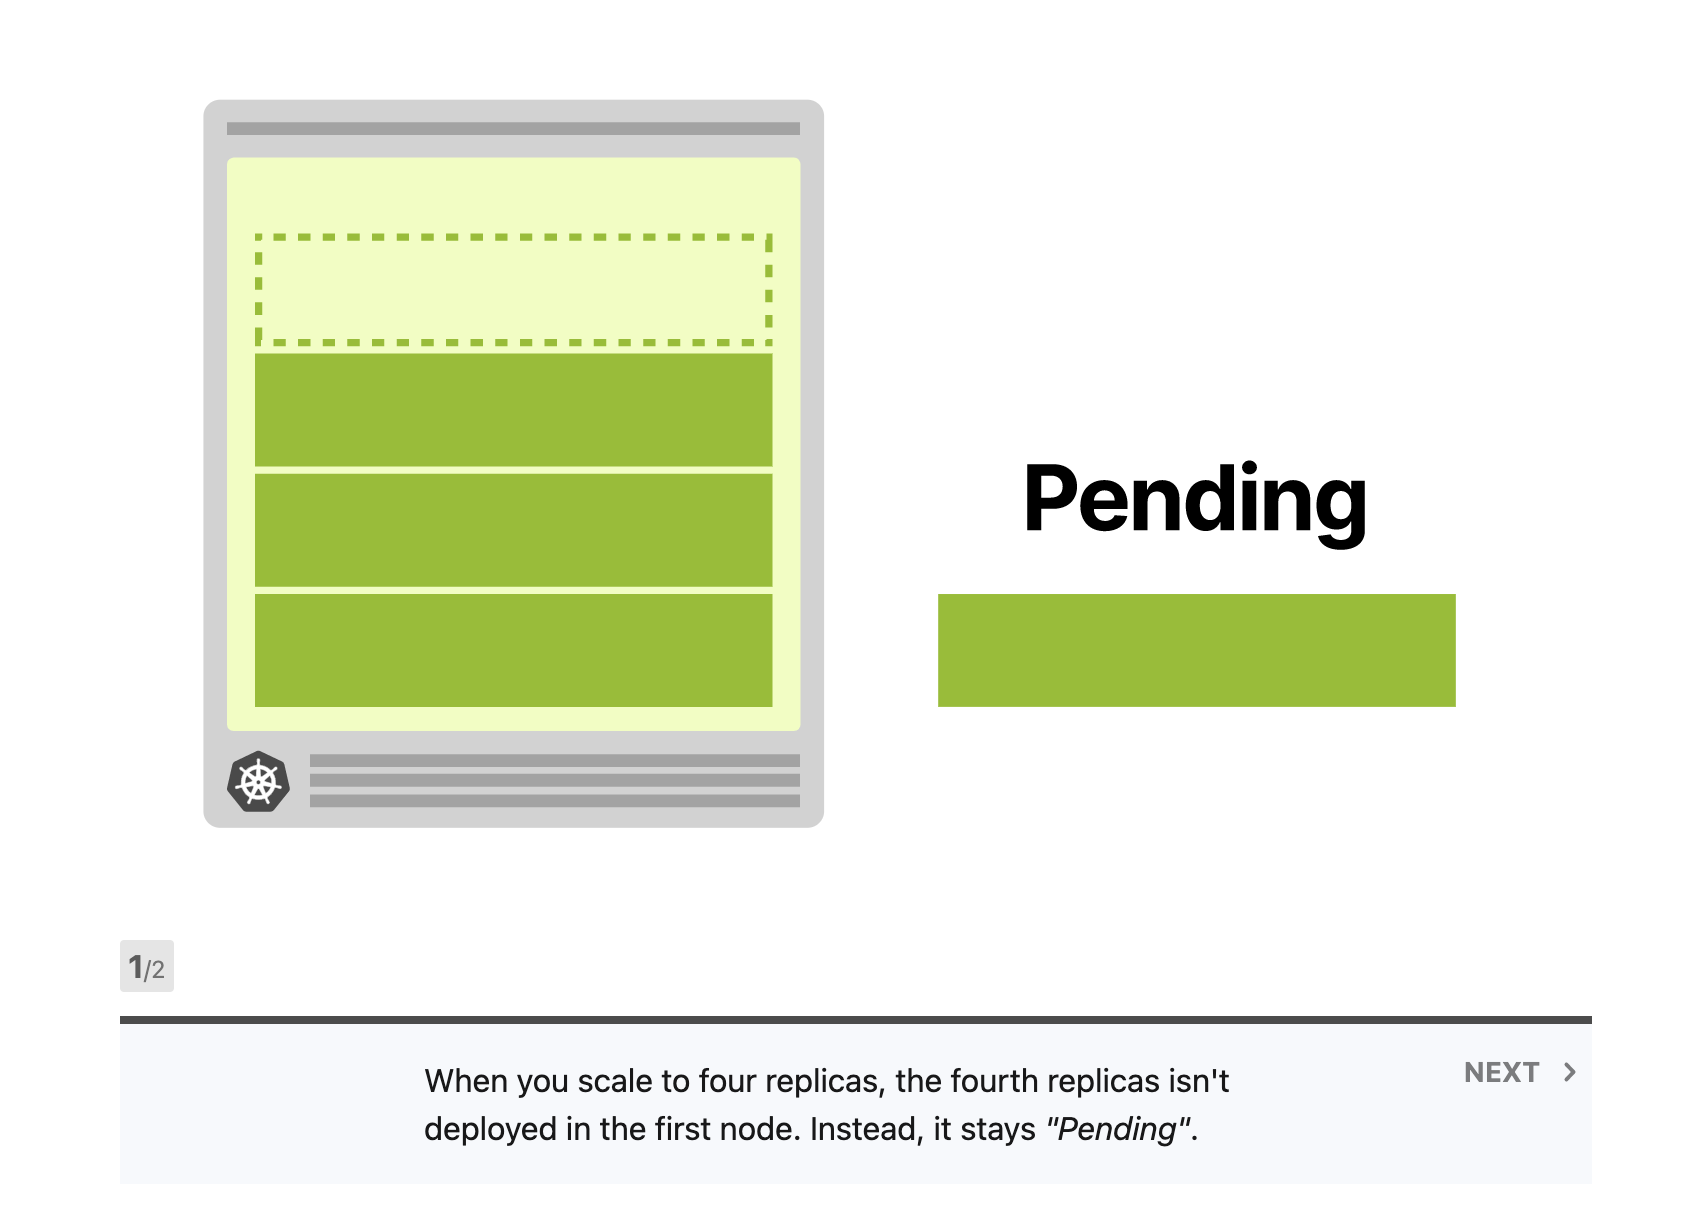 Pending
1/2
When you scale to four replicas, the fourth replicas isn't
deployed in the first node. Instead, it stays "Pending".
NEXT